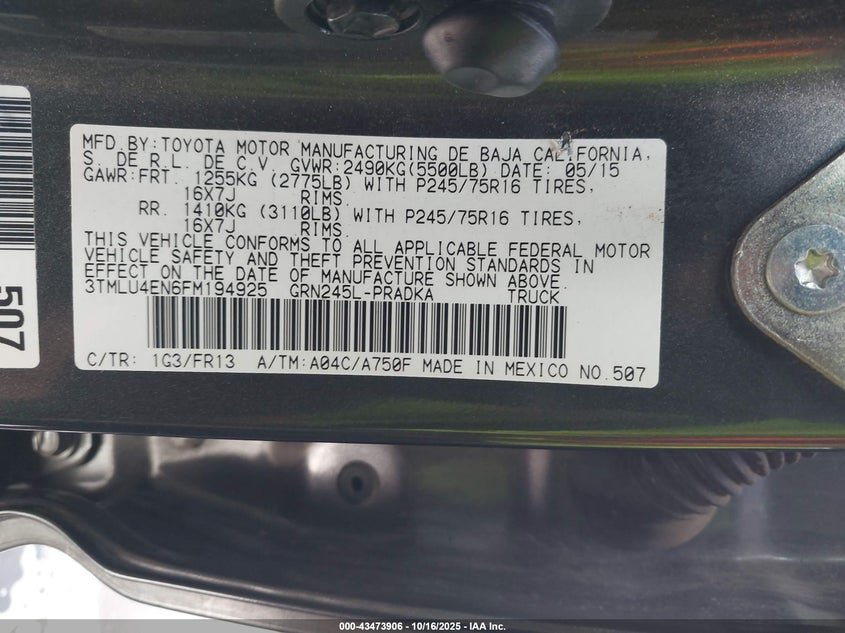 507
MFD.BY:TOYOTA MOTOR MANUFACTURING DE BAJA CALIFORNIA,
S. DE R.L. DE C.V. GVWR:2490KG(5500LB) DATE: 05/15
GAWR:FRT. 1255KG (2775LB) WITH P245/75R16 TIRES,
16X7J RIMS.
RR. 1410KG (3110LB) WITH P245/75R16 TIRES,
16X7J RIMS.
THIS VEHICLE CONFORMS TO ALL APPLICABLE FEDERAL MOTOR
VEHICLE SAFETY AND THEFT PREVENTION STANDARDS IN
EFFECT ON THE DATE OF MANUFACTURE SHOWN ABOVE.
3TMLU4EN6FM194925 GRN245L-PRADKA TRUCK
C/TR: 1G3/FR13 A/TM:A04C/A750F MADE IN MEXICO NO.507
000-43473906 - 10/16/2025 - IAA Inc.